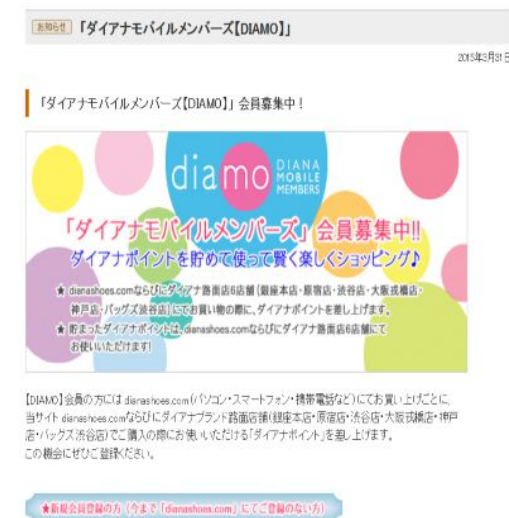 お知らせ 「ダイアナモバイルメンバーズ【DIAMO】」
2015年3月31日
「ダイアナモバイルメンバーズ【DIAMO】」 会員募集中！
diamo DIANA MOBILE MEMBERS
「ダイアナモバイルメンバーズ」 会員募集中!!
ダイアナポイントを貯めて使って賢く楽しくショッピング♪
★ dianashoes.comならびにダイアナ路面店6店舗 (銀座本店・原宿店・渋谷店・大阪戎橋店・
神戸店・バッグズ渋谷店) にてお買い物の際に、ダイアナポイントを差し上げます。
★ 貯まったダイアナポイントは、dianashoes.comならびにダイアナ路面店6店舗にて
お使いいただけます!
【DIAMO】会員の方には dianashoes.com (パソコン・スマートフォン・携帯電話など) にてお買い上げごとに、
当サイト dianashoes.comならびにダイアナブランド路面店舗 (銀座本店・原宿店・渋谷店・大阪戎橋店・神戸
店・バッグズ渋谷店) でご購入の際にお使いいただける「ダイアナポイント」を差し上げます。
この機会にぜひご登録ください。
★新規会員登録の方 (今まで「dianashoes.com」にてご登録のない方)